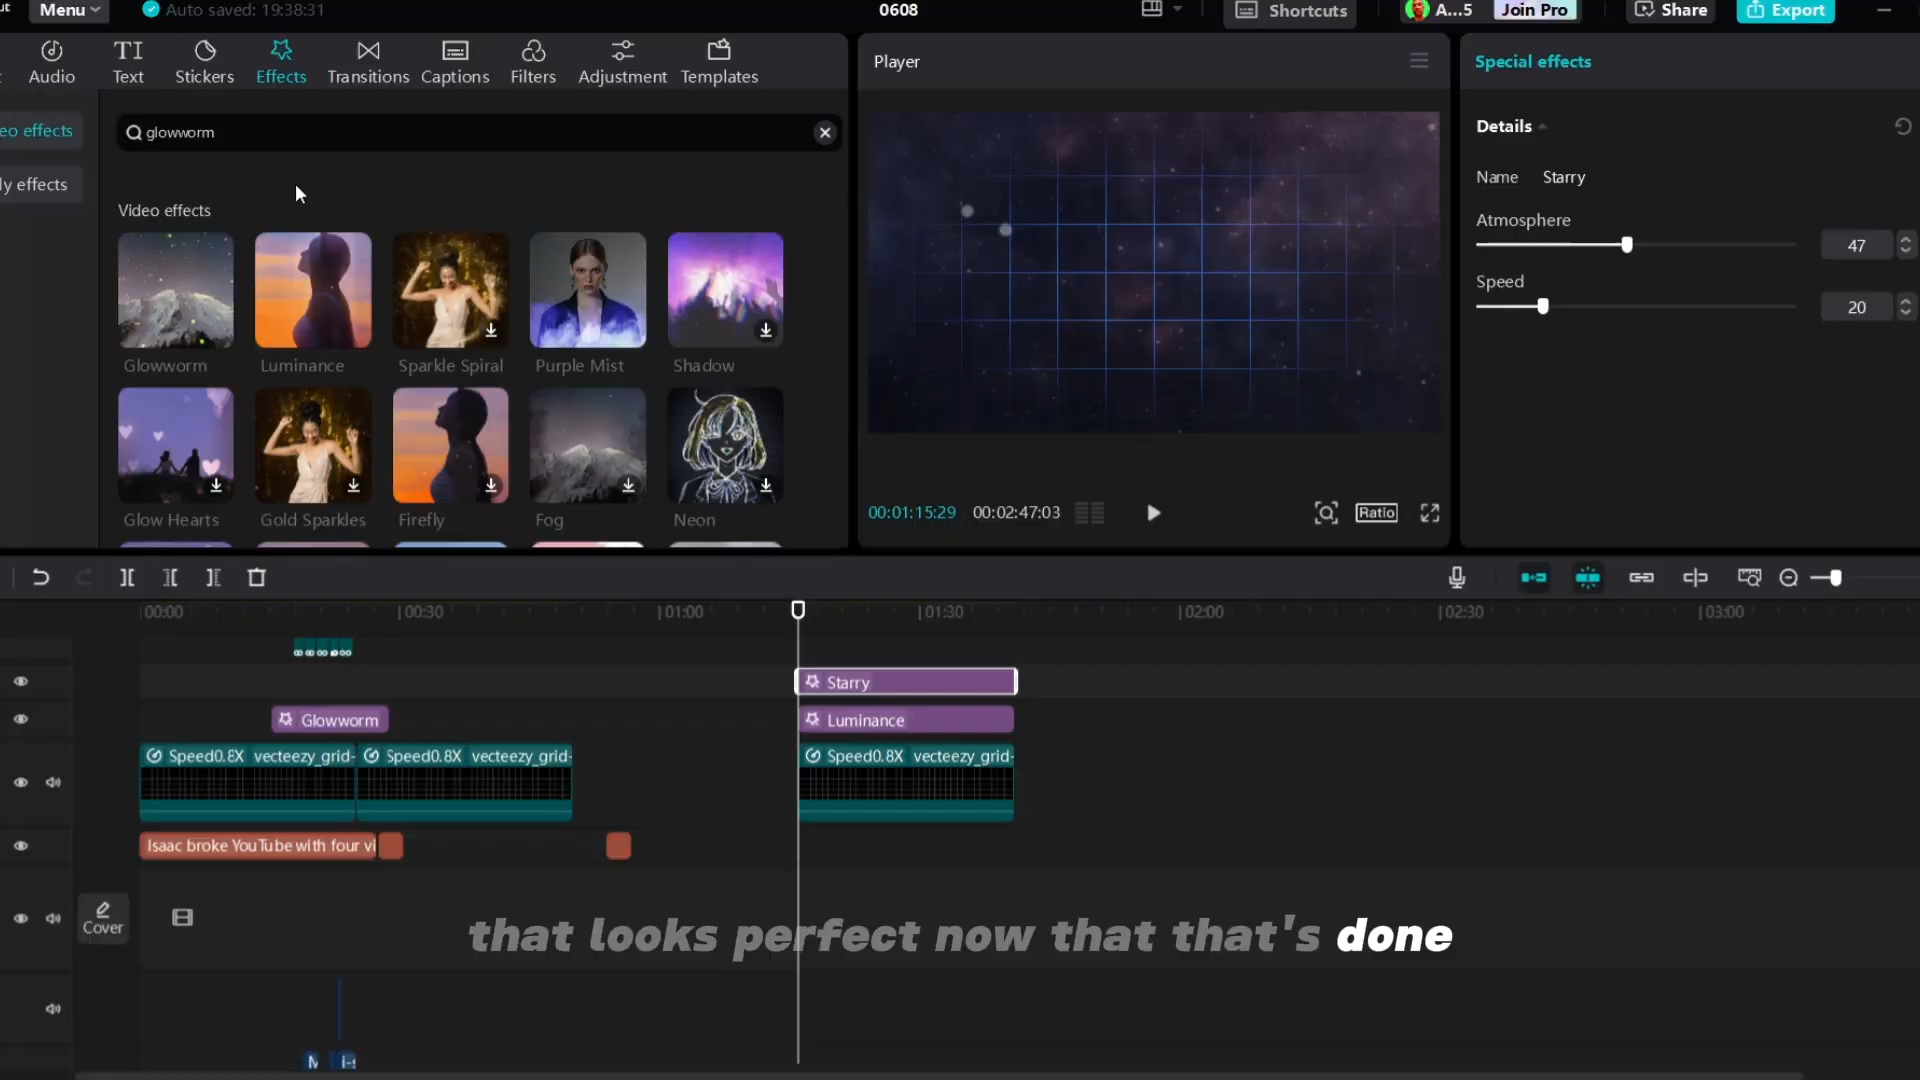 Menu
Auto saved: 19:38:31
0608
Shortcuts
A...5
Join Pro
Share
Export
Audio
TI
Text
Stickers
Effects
Transitions
Captions
Filters
Adjustment
Templates
Player
Special effects
eo effects
ly effects
glowworm
Video effects
Glowworm
Luminance
Sparkle Spiral
Purple Mist
Shadow
Glow Hearts
Gold Sparkles
Firefly
Fog
Neon
00:01:15:29
00:02:47:03
Ratio
Details
Name Starry
Atmosphere
47
Speed
20
00:00
00:30
01:00
01:30
02:00
02:30
03:00
Starry
Glowworm
Luminance
Speed0.8X vecteezy_grid-
Speed0.8X vecteezy_grid-
Speed0.8X vecteezy_grid-
Isaac broke YouTube with four vi
Cover
that looks perfect now that that's done